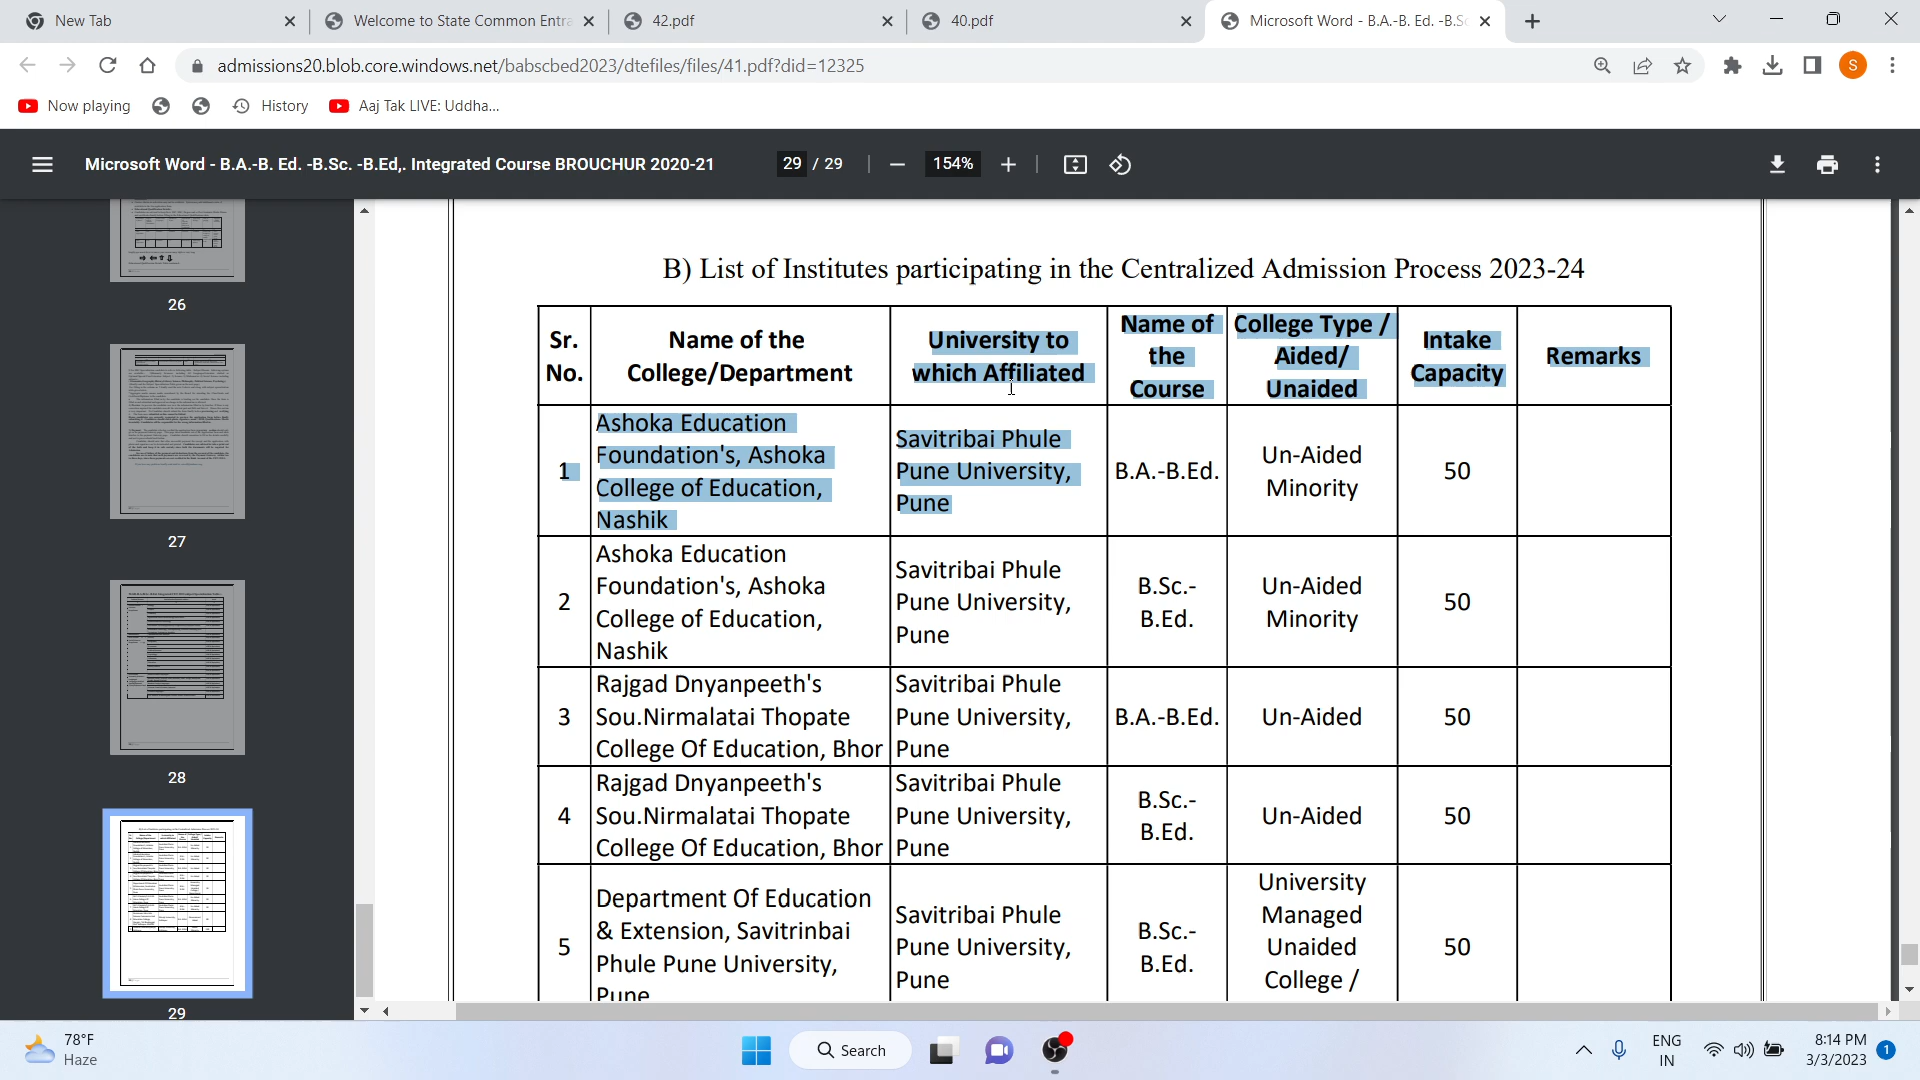 New Tab
Welcome to State Common Entra
42.pdf
40.pdf
Microsoft Word - B.A.-B. Ed. -B.Sc
admissions20.blob.core.windows.net/babscbed2023/dtefiles/files/41.pdf?did=12325
S
Now playing
History
Aaj Tak LIVE: Uddha...
Microsoft Word - B.A.-B. Ed. -B.Sc. -B.Ed,. Integrated Course BROUCHUR 2020-21
29 / 29
154%
26
27
28
29
B) List of Institutes participating in the Centralized Admission Process 2023-24
Sr. No.
Name of the College/Department
University to which Affiliated
Name of the Course
College Type / Aided/ Unaided
Intake Capacity
Remarks
1
Ashoka Education
Foundation's, Ashoka
College of Education,
Nashik
Savitribai Phule
Pune University,
Pune
B.A.-B.Ed.
Un-Aided
Minority
50
2
Ashoka Education
Foundation's, Ashoka
College of Education,
Nashik
Savitribai Phule
Pune University,
Pune
B.Sc.-
B.Ed.
Un-Aided
Minority
50
3
Rajgad Dnyanpeeth's
Sou.Nirmalatai Thopate
College Of Education, Bhor
Savitribai Phule
Pune University,
Pune
B.A.-B.Ed.
Un-Aided
50
4
Rajgad Dnyanpeeth's
Sou.Nirmalatai Thopate
College Of Education, Bhor
Savitribai Phule
Pune University,
Pune
B.Sc.-
B.Ed.
Un-Aided
50
5
Department Of Education
& Extension, Savitrinbai
Phule Pune University,
Pune
Savitribai Phule
Pune University,
Pune
B.Sc.-
B.Ed.
University
Managed
Unaided
College /
50
78°F
Haze
Search
ENG
IN
8:14 PM
3/3/2023
1